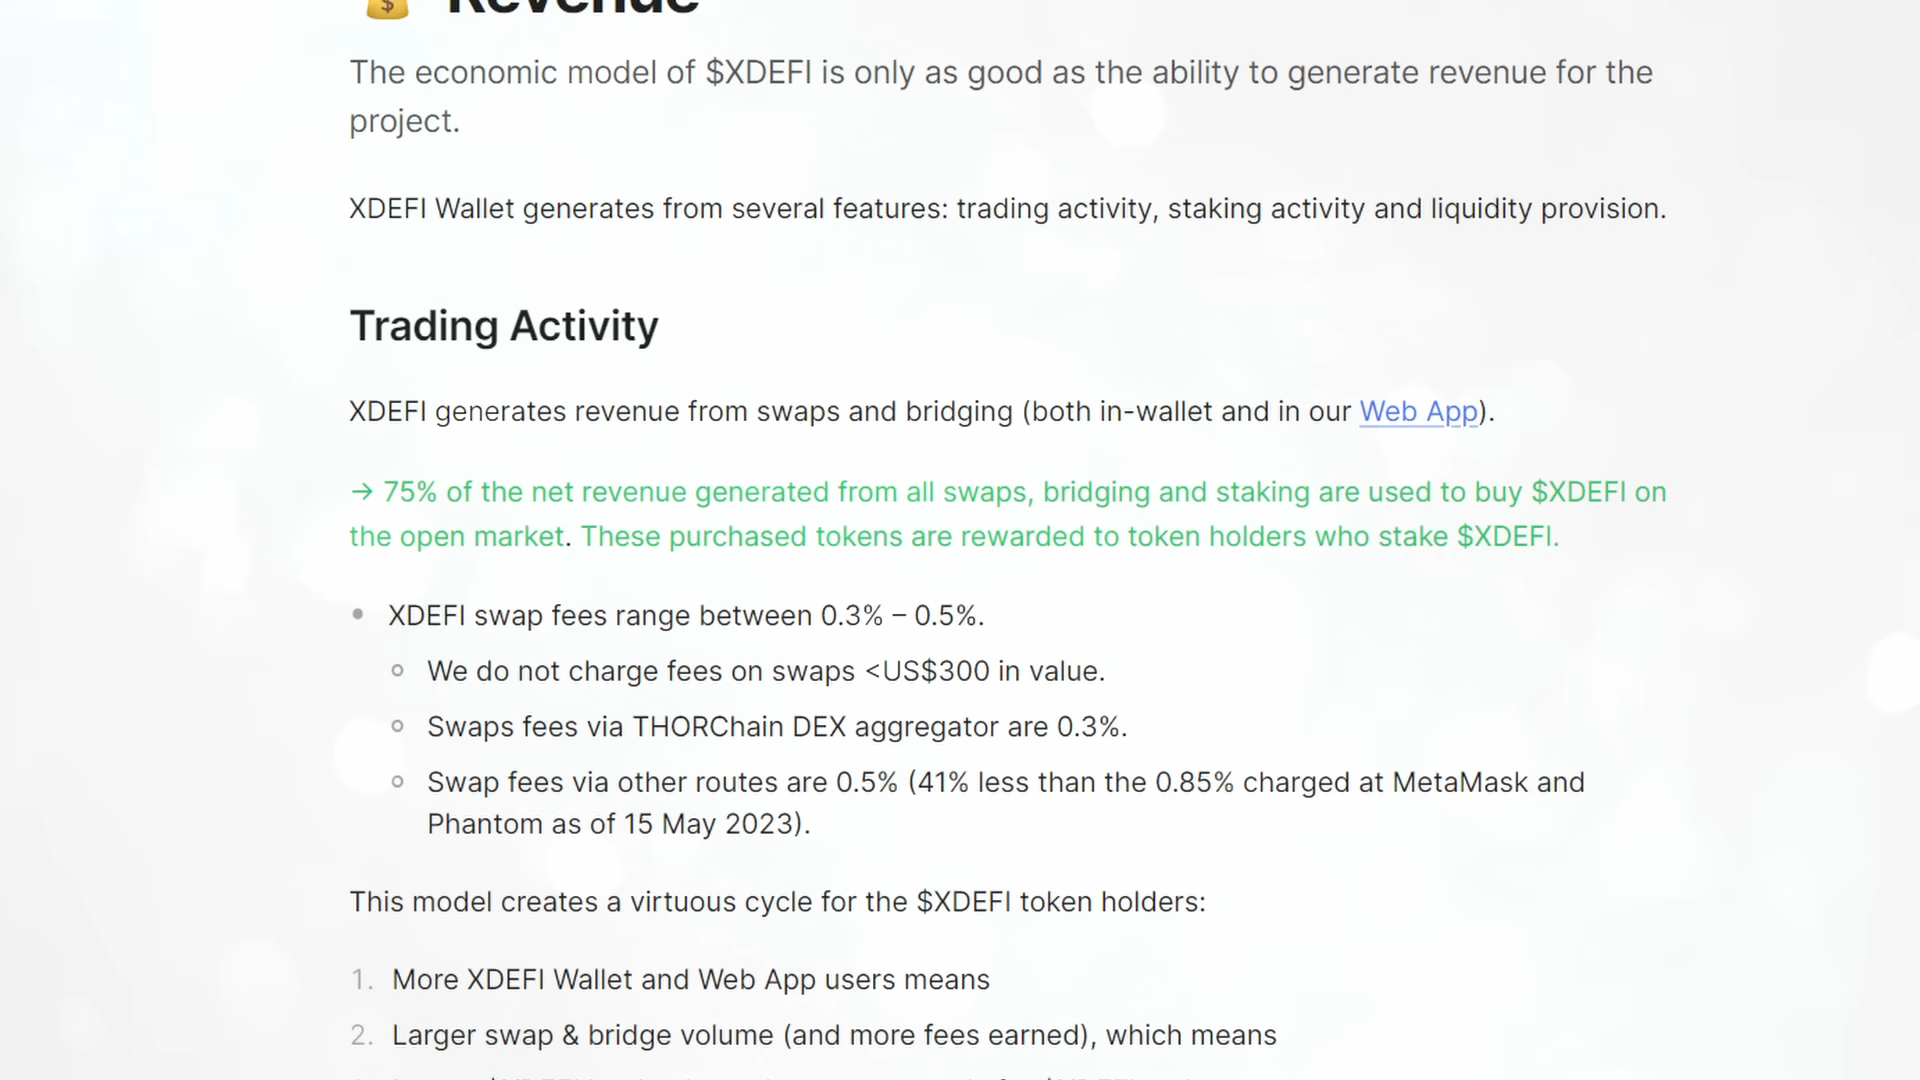 Revenue
The economic model of $XDEFI is only as good as the ability to generate revenue for the
project.
XDEFI Wallet generates from several features: trading activity, staking activity and liquidity provision.
Trading Activity
XDEFI generates revenue from swaps and bridging (both in-wallet and in our Web App).
→ 75% of the net revenue generated from all swaps, bridging and staking are used to buy $XDEFI on
the open market. These purchased tokens are rewarded to token holders who stake $XDEFI.
• XDEFI swap fees range between 0.3% – 0.5%.
◦ We do not charge fees on swaps <US$300 in value.
◦ Swaps fees via THORChain DEX aggregator are 0.3%.
◦ Swap fees via other routes are 0.5% (41% less than the 0.85% charged at MetaMask and
Phantom as of 15 May 2023).
This model creates a virtuous cycle for the $XDEFI token holders:
1. More XDEFI Wallet and Web App users means
2. Larger swap & bridge volume (and more fees earned), which means